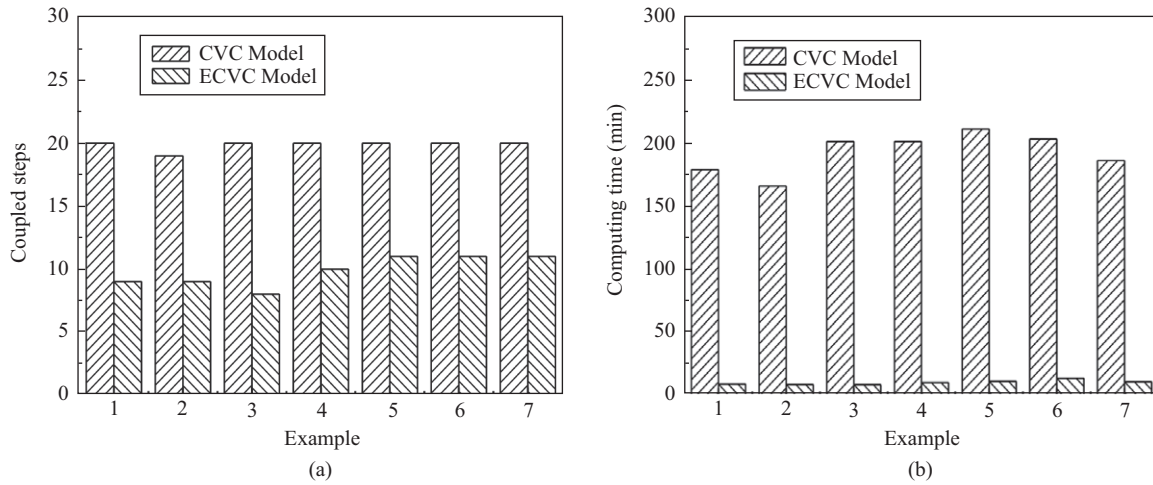 30
25
20
15
10
5
0
Coupled steps
CVC Model
ECVC Model
1 2 3 4 5 6 7
Example
(a)
300
250
200
150
100
50
0
Computing time (min)
CVC Model
ECVC Model
1 2 3 4 5 6 7
Example
(b)